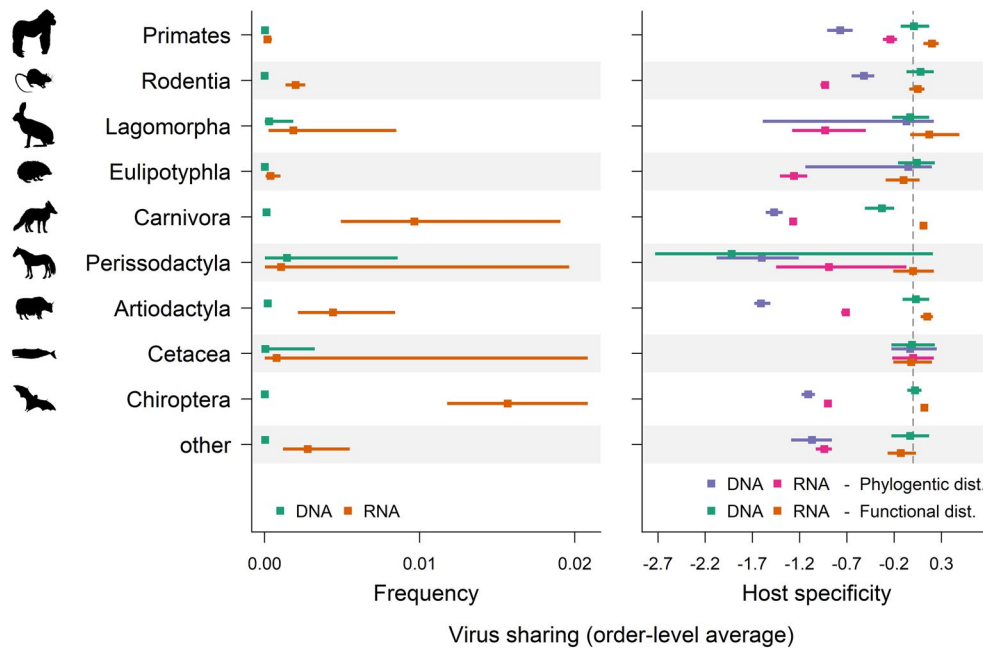 Primates
Rodentia
Lagomorpha
Eulipotyphla
Carnivora
Perissodactyla
Artiodactyla
Cetacea
Chiroptera
other
DNA RNA
DNA RNA - Phylogentic dist.
DNA RNA - Functional dist.
0.00 0.01 0.02
-2.7 -2.2 -1.7 -1.2 -0.7 -0.2 0.3
Frequency
Host specificity
Virus sharing (order-level average)